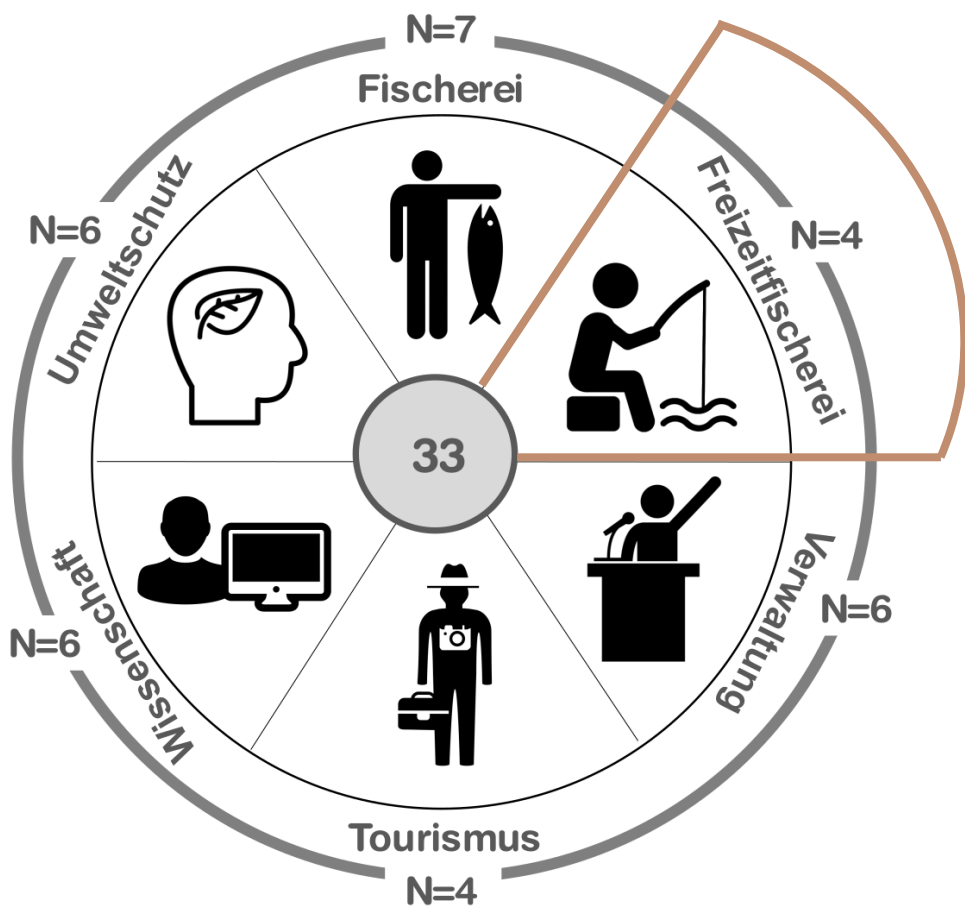 N=7
Fischerei
Freizeitfischerei
N=4
Verwaltung
N=6
Tourismus
N=4
Wissenschaft
N=6
Umweltschutz
N=6
33